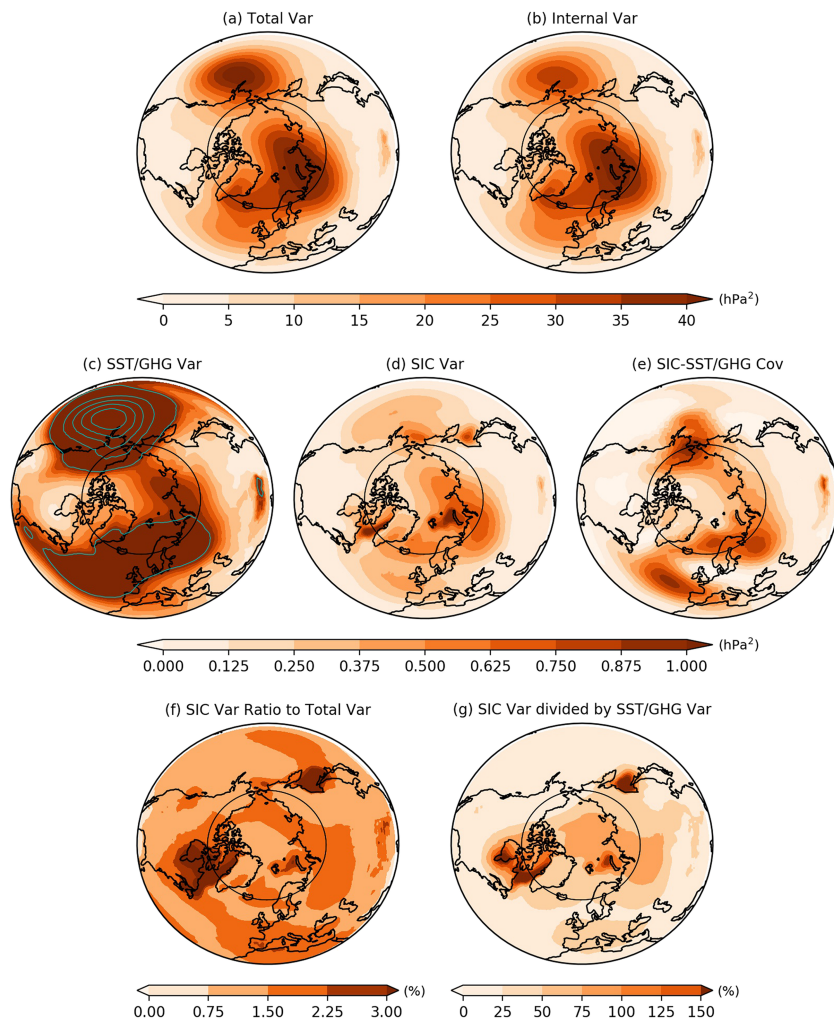 (a) Total Var
(b) Internal Var
0 5 10 15 20 25 30 35 40 (hPa²)
(c) SST/GHG Var
(d) SIC Var
(e) SIC-SST/GHG Cov
0.000 0.125 0.250 0.375 0.500 0.625 0.750 0.875 1.000 (hPa²)
(f) SIC Var Ratio to Total Var
(g) SIC Var divided by SST/GHG Var
0.00 0.75 1.50 2.25 3.00 (%)
0 25 50 75 100 125 150 (%)